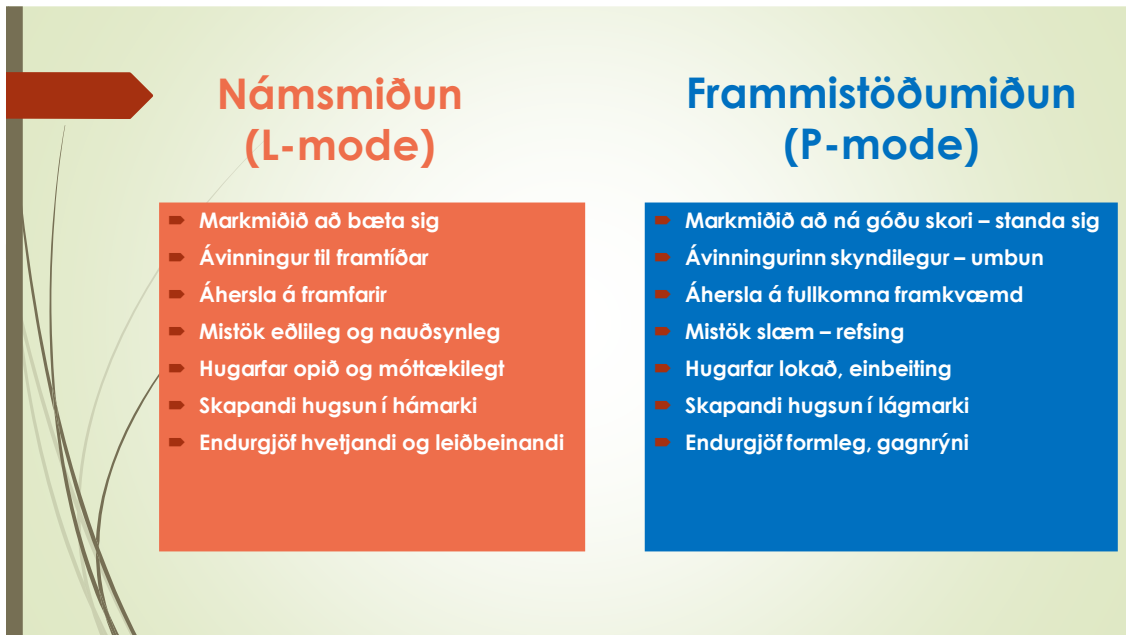 Námsmiðun
(L-mode)
Markmiðið að bæta sig
Ávinningur til framtíðar
Áhersla á framfarir
Mistök eðlileg og nauðsynleg
Hugarfar opið og móttækilegt
Skapandi hugsun í hámarki
Endurgjöf hvetjandi og leiðbeinandi
Frammistöðumiðun
(P-mode)
Markmiðið að ná góðu skori – standa sig
Ávinningurinn skyndilegur – umbun
Áhersla á fullkomna framkvæmd
Mistök slæm – refsing
Hugarfar lokað, einbeiting
Skapandi hugsun í lágmarki
Endurgjöf formleg, gagnrýni